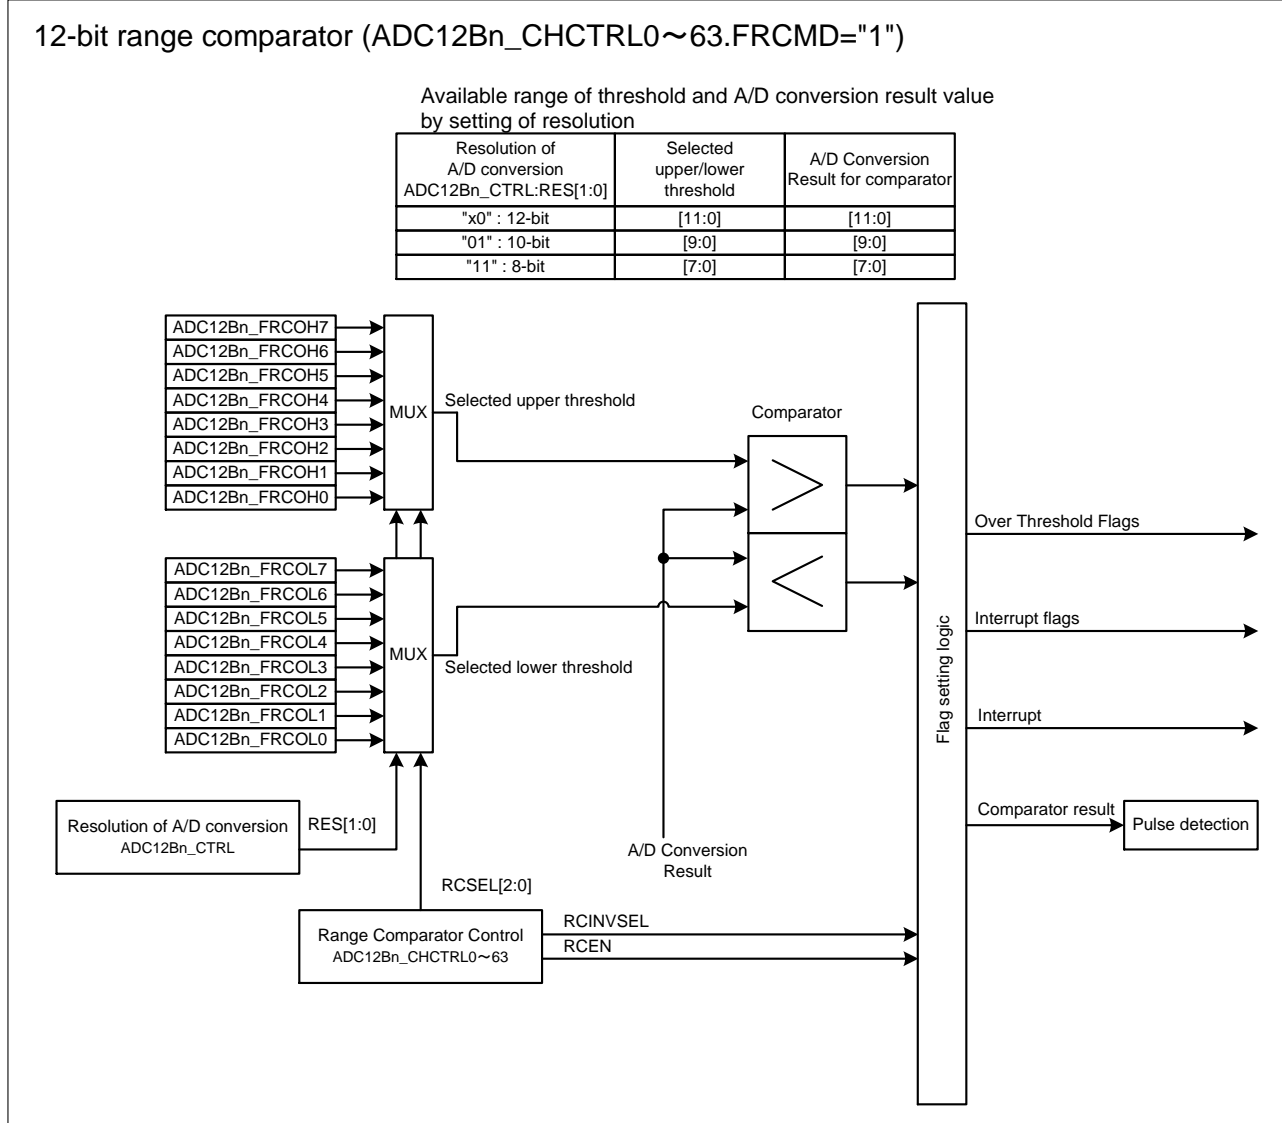 12-bit range comparator (ADC12Bn_CHCTRL0～63.FRCMD="1")
Available range of threshold and A/D conversion result value
by setting of resolution
Resolution of
A/D conversion
ADC12Bn_CTRL:RES[1:0]
Selected
upper/lower
threshold
A/D Conversion
Result for comparator
"x0" : 12-bit
[11:0]
[11:0]
"01" : 10-bit
[9:0]
[9:0]
"11" : 8-bit
[7:0]
[7:0]
ADC12Bn_FRCOH7
ADC12Bn_FRCOH6
ADC12Bn_FRCOH5
ADC12Bn_FRCOH4
ADC12Bn_FRCOH3
ADC12Bn_FRCOH2
ADC12Bn_FRCOH1
ADC12Bn_FRCOH0
MUX
Selected upper threshold
Comparator
ADC12Bn_FRCOL7
ADC12Bn_FRCOL6
ADC12Bn_FRCOL5
ADC12Bn_FRCOL4
ADC12Bn_FRCOL3
ADC12Bn_FRCOL2
ADC12Bn_FRCOL1
ADC12Bn_FRCOL0
MUX
Selected lower threshold
Flag setting logic
Over Threshold Flags
Interrupt flags
Interrupt
Comparator result
Pulse detection
Resolution of A/D conversion
ADC12Bn_CTRL
RES[1:0]
A/D Conversion
Result
RCSEL[2:0]
Range Comparator Control
ADC12Bn_CHCTRL0～63
RCINVSEL
RCEN